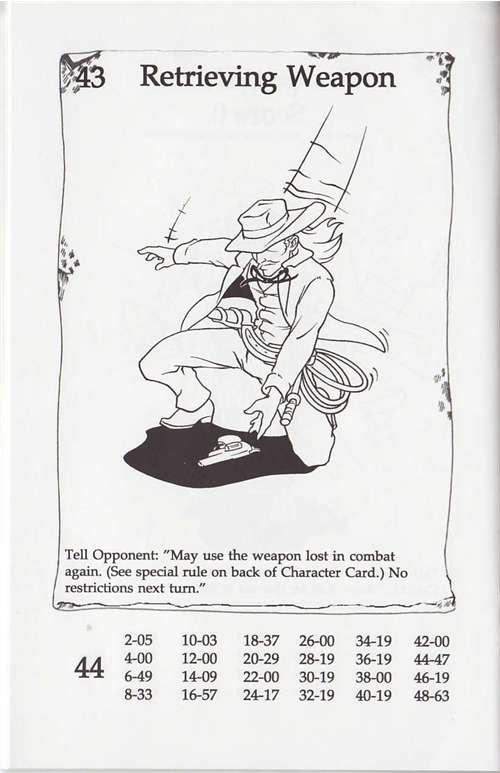 43 Retrieving Weapon
Tell Opponent: "May use the weapon lost in combat
again. (See special rule on back of Character Card.) No
restrictions next turn."
44
2-05 10-03 18-37 26-00 34-19 42-00
4-00 12-00 20-29 28-19 36-19 44-47
6-49 14-09 22-00 30-19 38-00 46-19
8-33 16-57 24-17 32-19 40-19 48-63